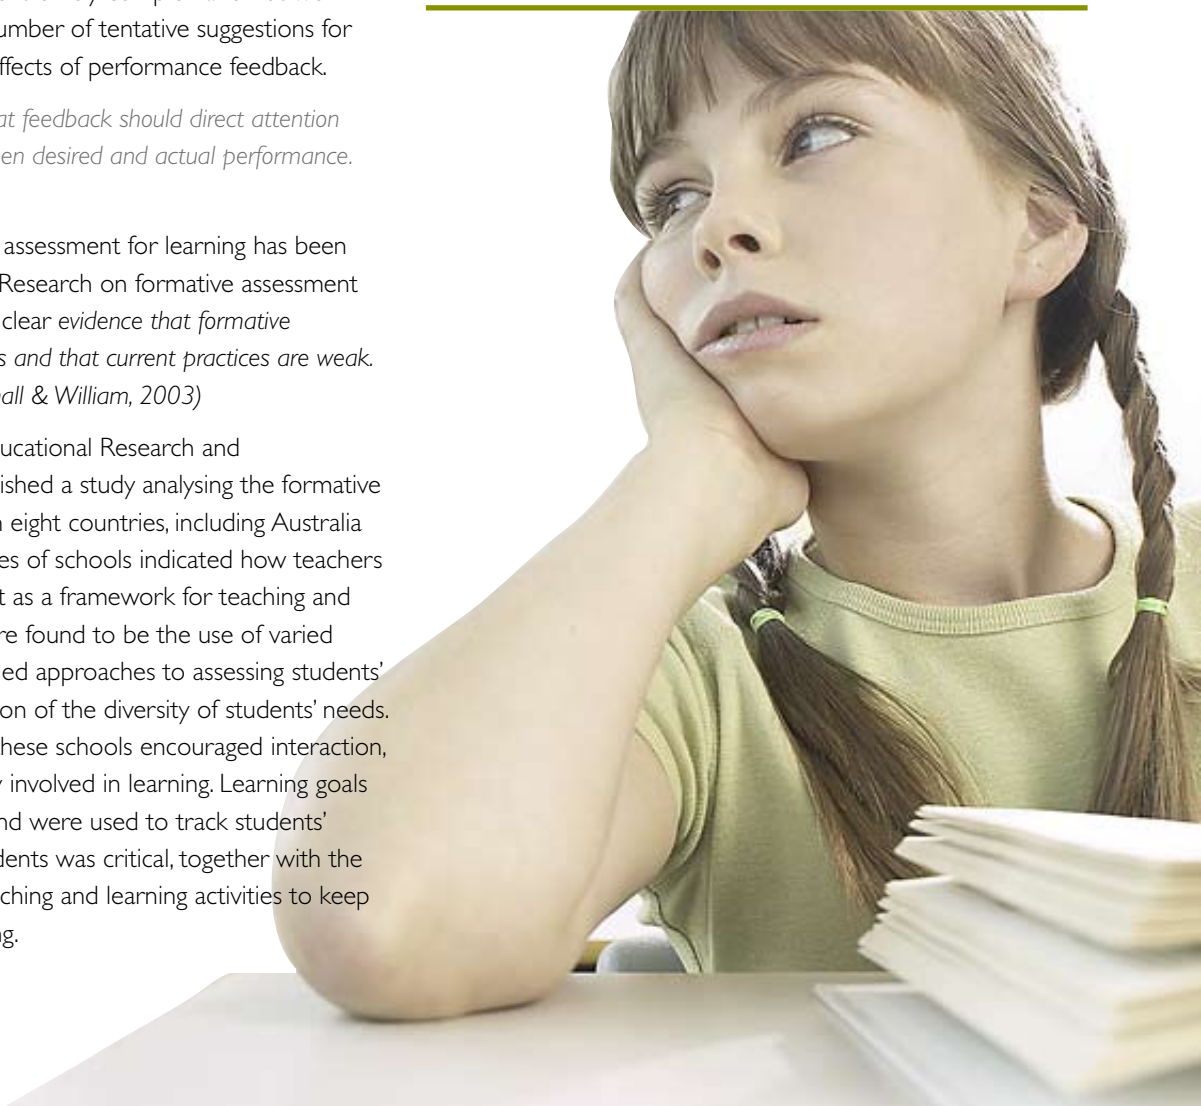 umber of tentative suggestions for
ffects of performance feedback.
at feedback should direct attention
en desired and actual performance.
assessment for learning has been
Research on formative assessment
clear evidence that formative
s and that current practices are weak.
all & William, 2003)
ucational Research and
ished a study analysing the formative
n eight countries, including Australia
es of schools indicated how teachers
t as a framework for teaching and
re found to be the use of varied
ed approaches to assessing students’
on of the diversity of students’ needs.
hese schools encouraged interaction,
y involved in learning. Learning goals
nd were used to track students’
dents was critical, together with the
ching and learning activities to keep
g.